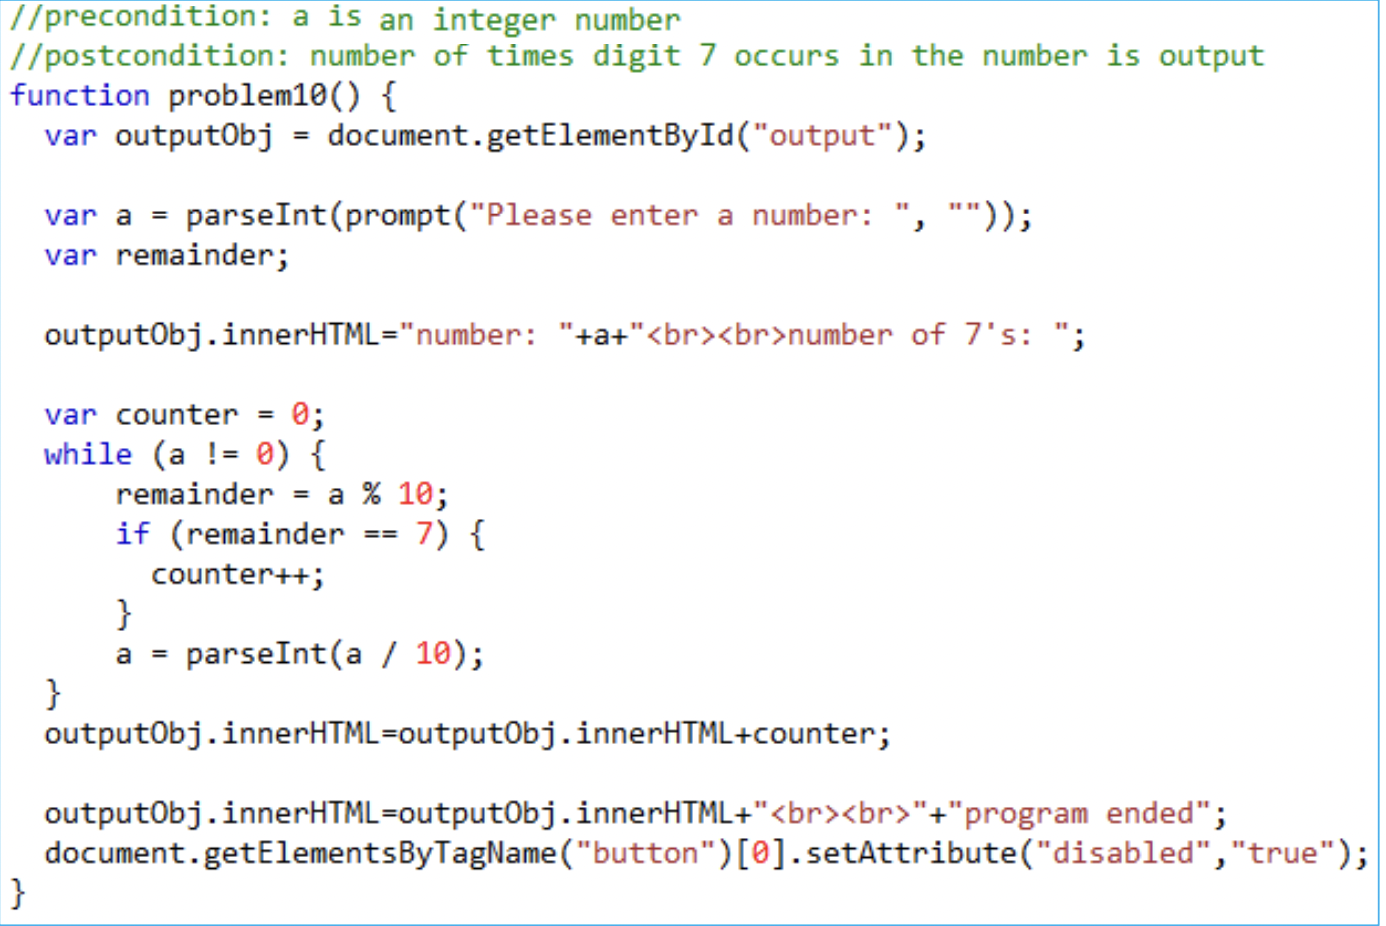 //precondition: a is an integer number
//postcondition: number of times digit 7 occurs in the number is output
function problem10() {
  var outputObj = document.getElementById("output");

  var a = parseInt(prompt("Please enter a number: ", ""));
  var remainder;

  outputObj.innerHTML="number: "+a+"<br><br>number of 7's: ";

  var counter = 0;
  while (a != 0) {
      remainder = a % 10;
      if (remainder == 7) {
        counter++;
      }
      a = parseInt(a / 10);
  }
  outputObj.innerHTML=outputObj.innerHTML+counter;

  outputObj.innerHTML=outputObj.innerHTML+"<br><br>"+"program ended";
  document.getElementsByTagName("button")[0].setAttribute("disabled","true");
}